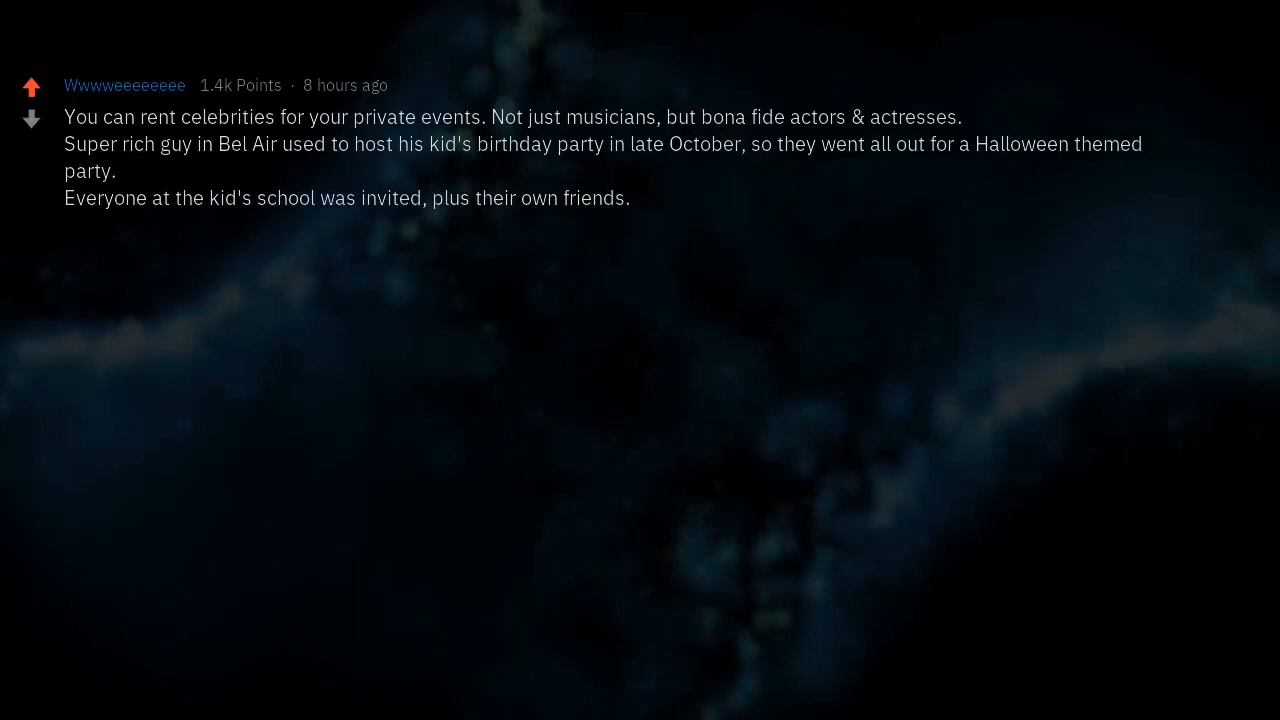 Wwwweeeeeeee 1.4k Points · 8 hours ago
You can rent celebrities for your private events. Not just musicians, but bona fide actors & actresses.
Super rich guy in Bel Air used to host his kid's birthday party in late October, so they went all out for a Halloween themed
party.
Everyone at the kid's school was invited, plus their own friends.